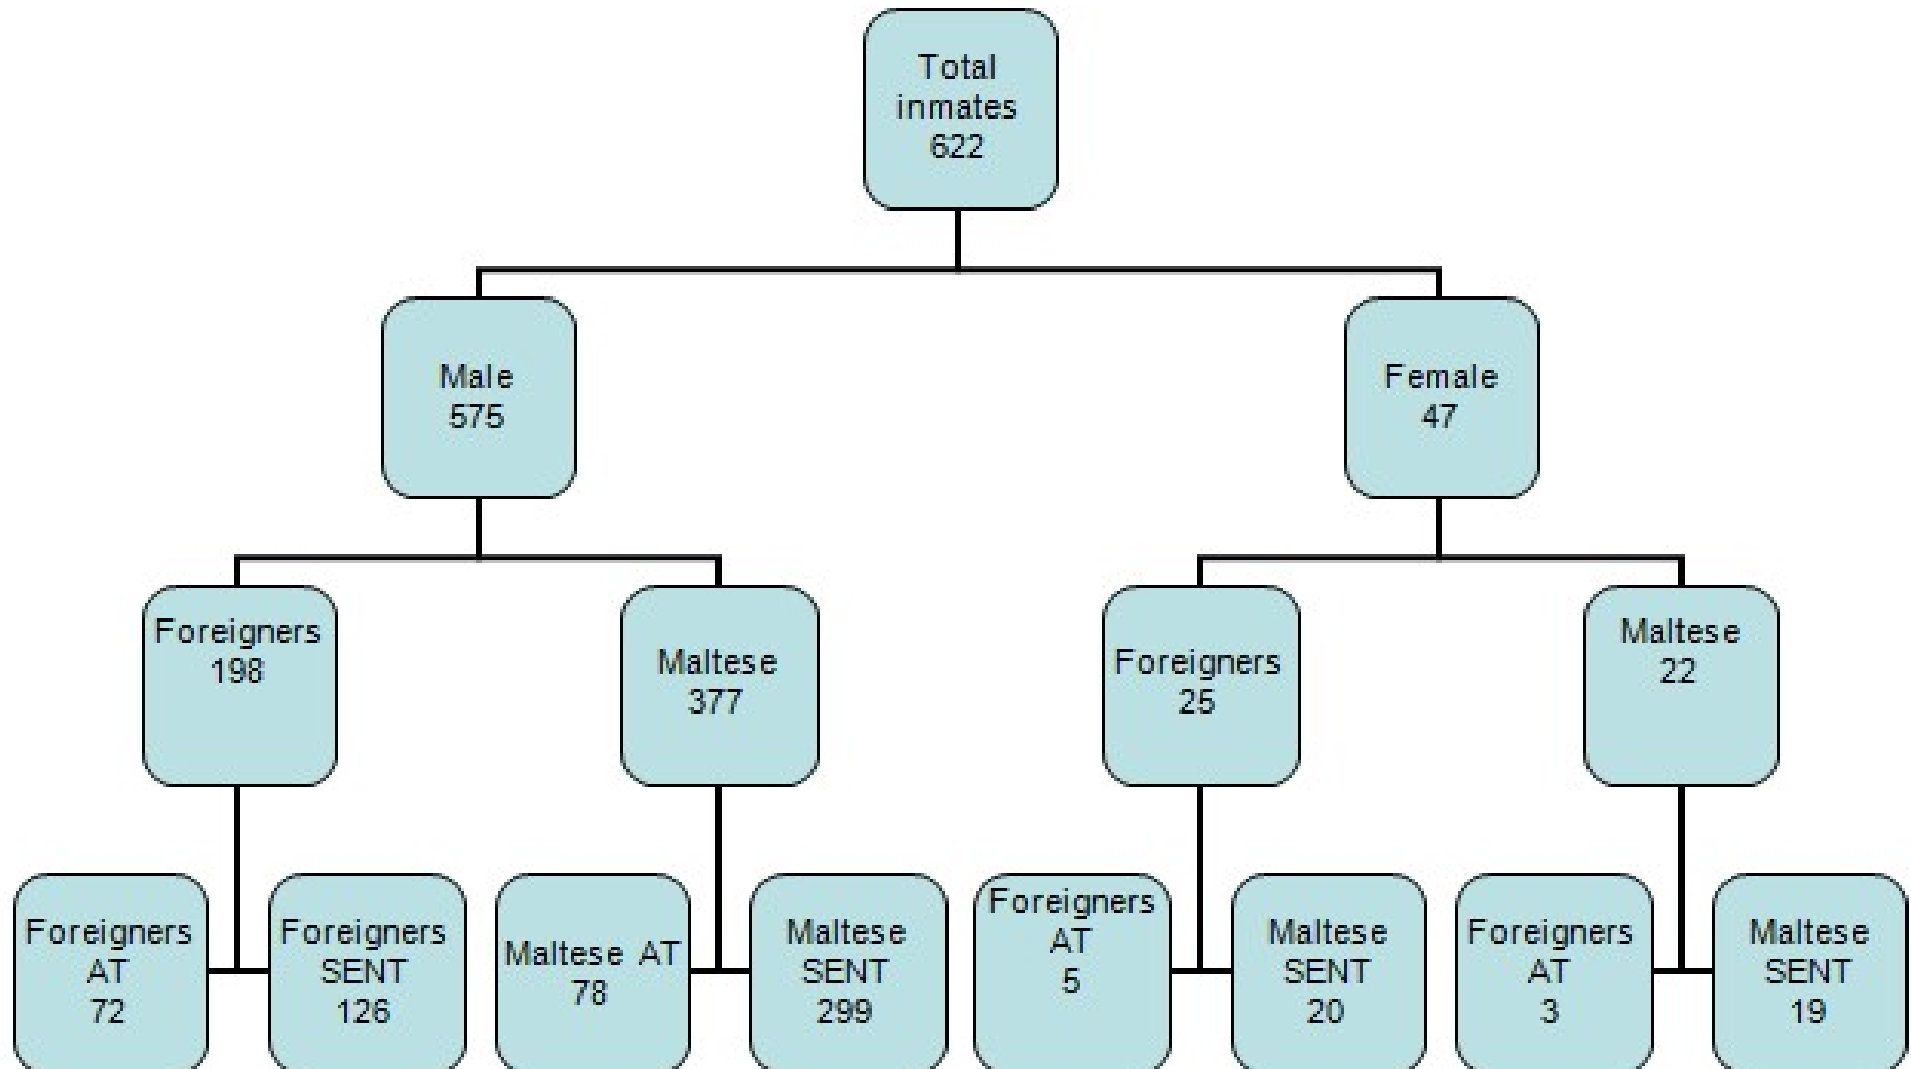 Total
inmates
622
Male
575
Female
47
Foreigners
198
Maltese
377
Foreigners
25
Maltese
22
Foreigners
AT
72
Foreigners
SENT
126
Maltese AT
78
Maltese
SENT
299
Foreigners
AT
5
Maltese
SENT
20
Foreigners
AT
3
Maltese
SENT
19